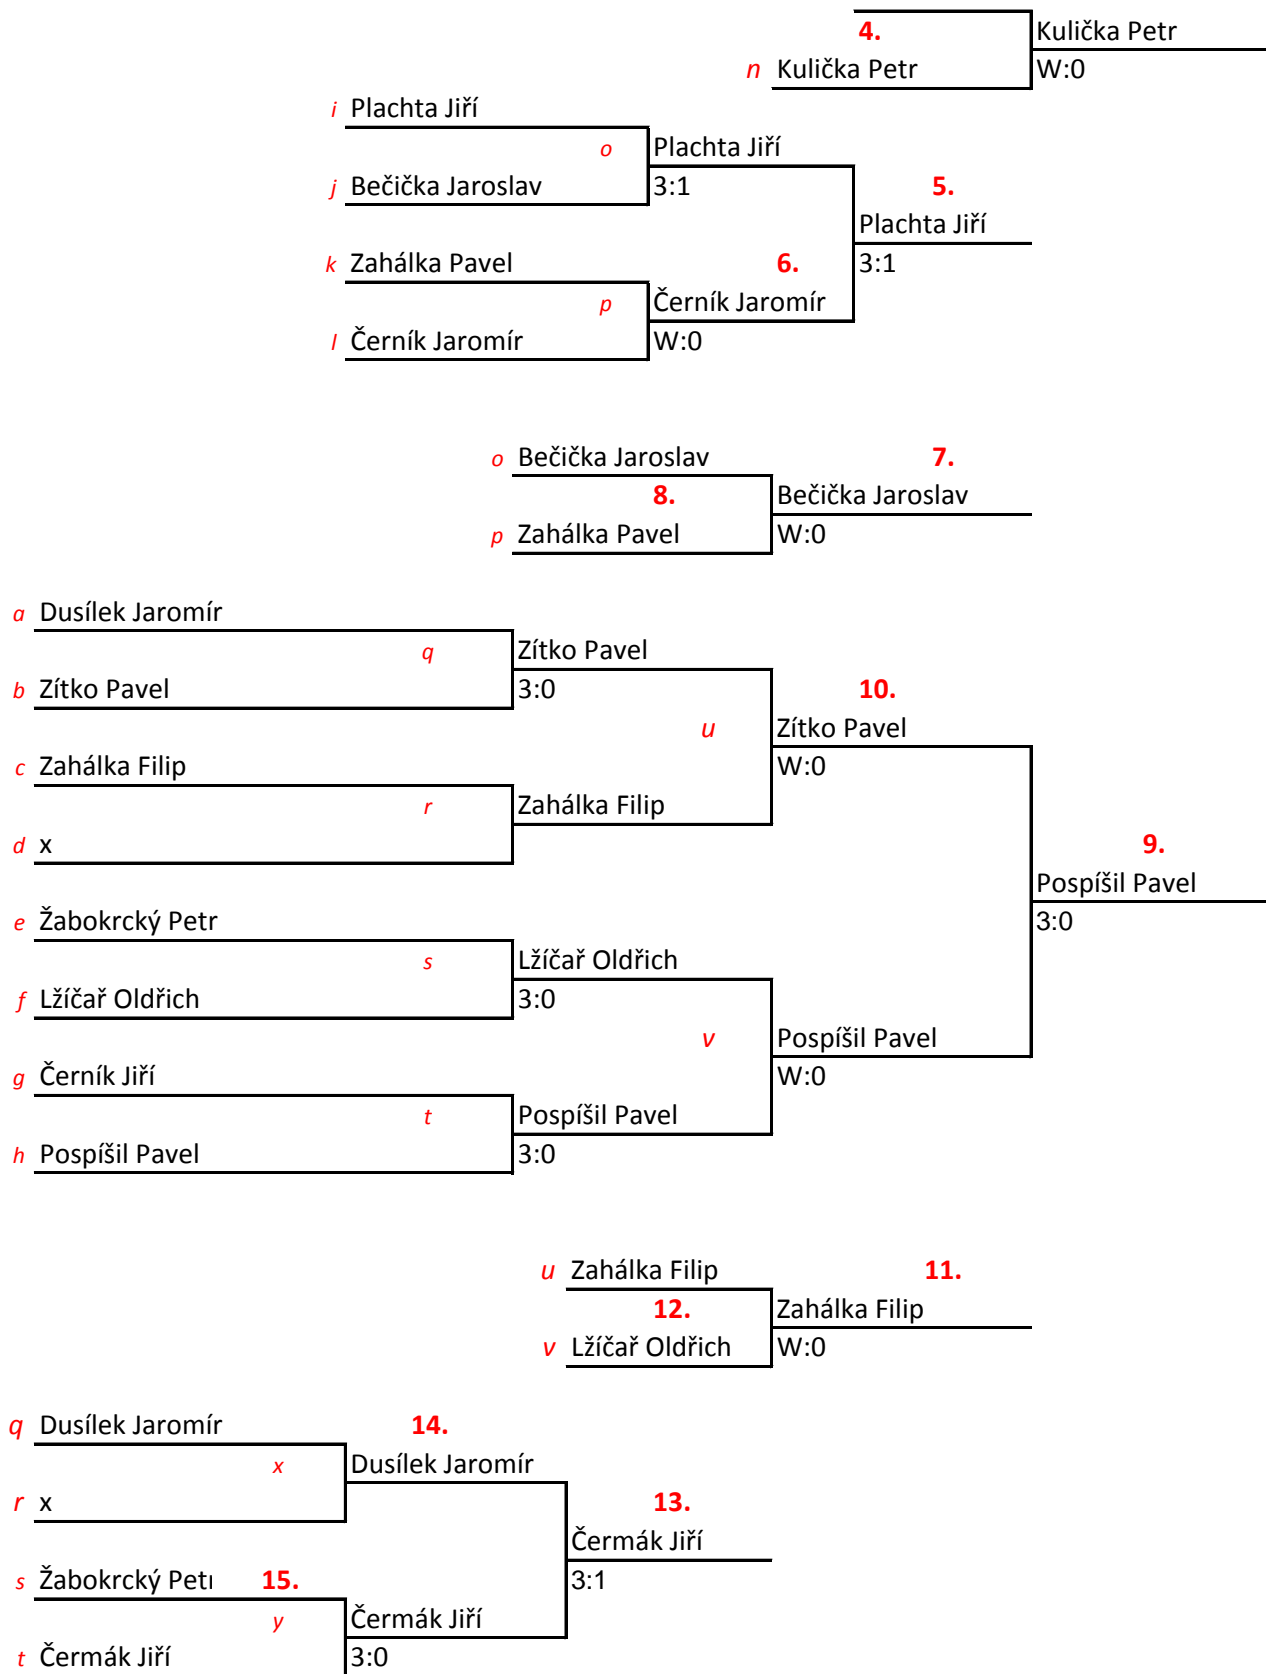 4. Kulička Petr
n Kulička Petr W:0
i Plachta Jiří
o Plachta Jiří
j Bečička Jaroslav 3:1 5.
Plachta Jiří
k Zahálka Pavel 6. 3:1
p Černík Jaromír
l Černík Jaromír W:0
o Bečička Jaroslav 7.
8. Bečička Jaroslav
p Zahálka Pavel W:0
a Dusílek Jaromír
q Zítko Pavel
b Zítko Pavel 3:0 10.
u Zítko Pavel
c Zahálka Filip W:0
r Zahálka Filip
d x 9.
Pospíšil Pavel
e Žabokrcký Petr 3:0
s Lžíčař Oldřich
f Lžíčař Oldřich 3:0
v Pospíšil Pavel
g Černík Jiří W:0
t Pospíšil Pavel
h Pospíšil Pavel 3:0
u Zahálka Filip 11.
12. Zahálka Filip
v Lžíčař Oldřich W:0
q Dusílek Jaromír 14.
x Dusílek Jaromír
r x 13.
Čermák Jiří
s Žabokrcký Pet 15. 3:1
y Čermák Jiří
t Čermák Jiří 3:0